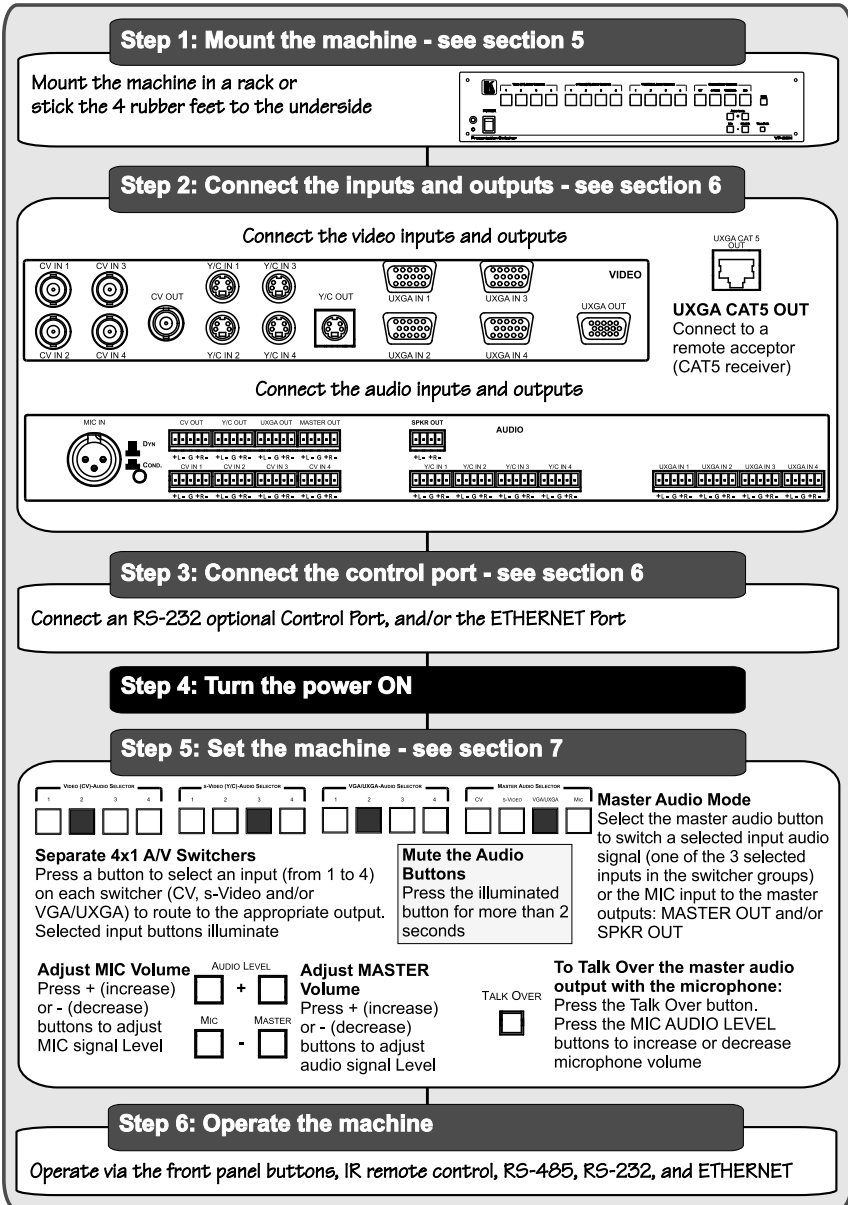 Step 1: Mount the machine - see section 5
Mount the machine in a rack or
stick the 4 rubber feet to the underside
POWER
Step 2: Connect the inputs and outputs - see section 6
Connect the video inputs and outputs
CV IN 1 CV IN 3 Y/C IN 1 Y/C IN 3
CV OUT Y/C OUT UXGA IN 1 UXGA IN 3 VIDEO UXGA OUT
CV IN 2 CV IN 4 Y/C IN 2 Y/C IN 4 UXGA IN 2 UXGA IN 4
UXGA CAT 5
OUT
UXGA CAT5 OUT
Connect to a
remote acceptor
(CAT5 receiver)
Connect the audio inputs and outputs
MIC IN DYN COND.
CV OUT Y/C OUT UXGA OUT MASTER OUT SPKR OUT AUDIO
+L- G +R- +L- G +R- +L- G +R- +L- G +R- +L- +R-
CV IN 1 CV IN 2 CV IN 3 CV IN 4 Y/C IN 1 Y/C IN 2 Y/C IN 3 Y/C IN 4 UXGA IN 1 UXGA IN 2 UXGA IN 3 UXGA IN 4
+L- G +R- +L- G +R- +L- G +R- +L- G +R- +L- G +R- +L- G +R- +L- G +R- +L- G +R- +L- G +R- +L- G +R- +L- G +R- +L- G +R-
Step 3: Connect the control port - see section 6
Connect an RS-232 optional Control Port, and/or the ETHERNET Port
Step 4: Turn the power ON
Step 5: Set the machine - see section 7
VIDEO (CV)-AUDIO SELECTOR S-VIDEO (Y/C)-AUDIO SELECTOR VGA/UXGA-AUDIO SELECTOR MASTER AUDIO SELECTOR
1 2 3 4 1 2 3 4 1 2 3 4 CV S-VIDEO VGA/UXGA MIC
Separate 4x1 A/V Switchers
Press a button to select an input (from 1 to 4)
on each switcher (CV, s-Video and/or
VGA/UXGA) to route to the appropriate output.
Selected input buttons illuminate
Mute the Audio
Buttons
Press the illuminated
button for more than 2
seconds
Master Audio Mode
Select the master audio button
to switch a selected input audio
signal (one of the 3 selected
inputs in the switcher groups)
or the MIC input to the master
outputs: MASTER OUT and/or
SPKR OUT
Adjust MIC Volume
Press + (increase)
or - (decrease)
buttons to adjust
MIC signal Level
AUDIO LEVEL
+
MIC MASTER
-
Adjust MASTER
Volume
Press + (increase)
or - (decrease)
buttons to adjust
audio signal Level
TALK OVER
To Talk Over the master audio
output with the microphone:
Press the Talk Over button.
Press the MIC AUDIO LEVEL
buttons to increase or decrease
microphone volume
Step 6: Operate the machine
Operate via the front panel buttons, IR remote control, RS-485, RS-232, and ETHERNET